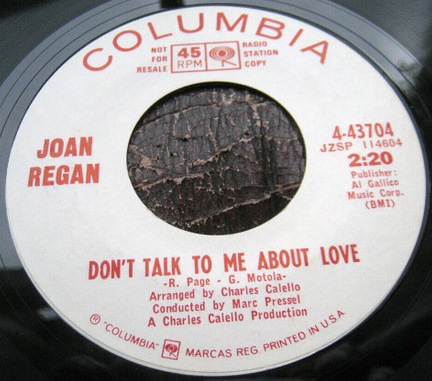 COLUMBIA
NOT
FOR
RESALE
45
RPM
RADIO
STATION
COPY
JOAN
REGAN
4-43704
JZSP 114604
2:20
Publisher:
Al Gallico
Music Corp.
(BMI)
DON'T TALK TO ME ABOUT LOVE
-R. Page - G. Motola-
Arranged by Charles Calello
Conducted by Marc Pressel
A Charles Calello Production
® "COLUMBIA" MARCAS REG. PRINTED IN U.S.A.